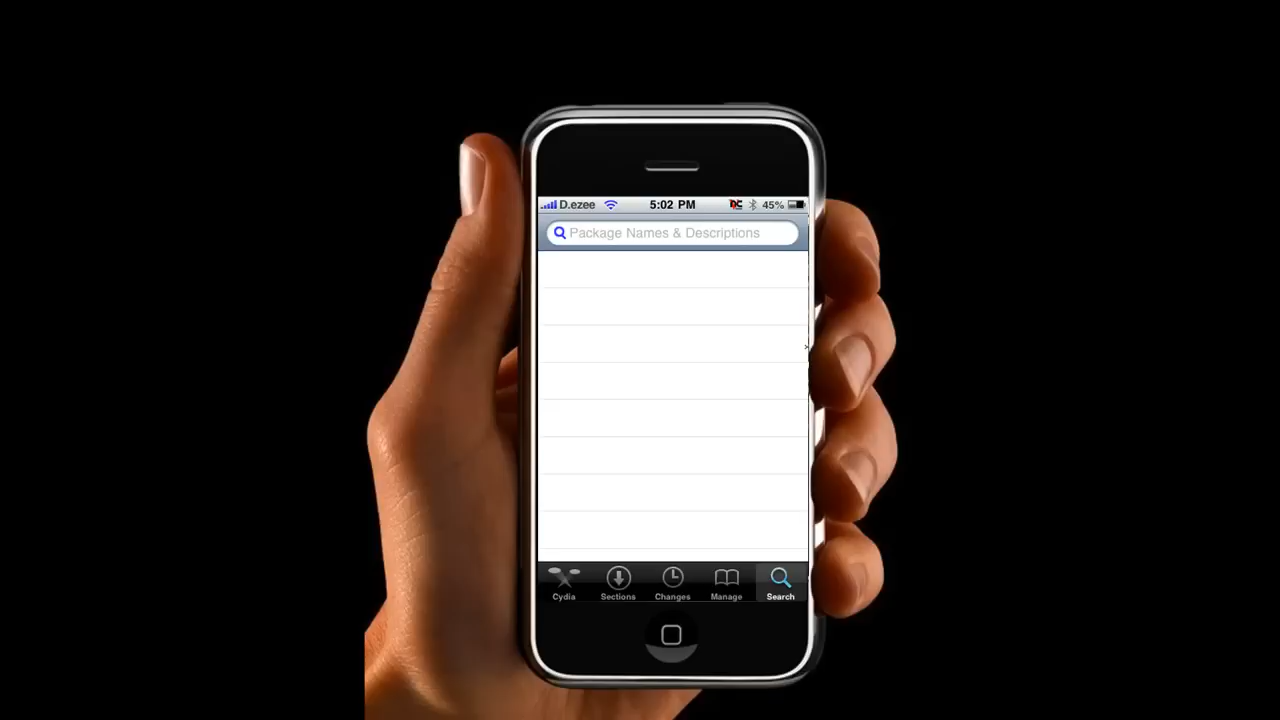 D.ezee 5:02 PM 45%
Package Names & Descriptions
Cydia Sections Changes Manage Search